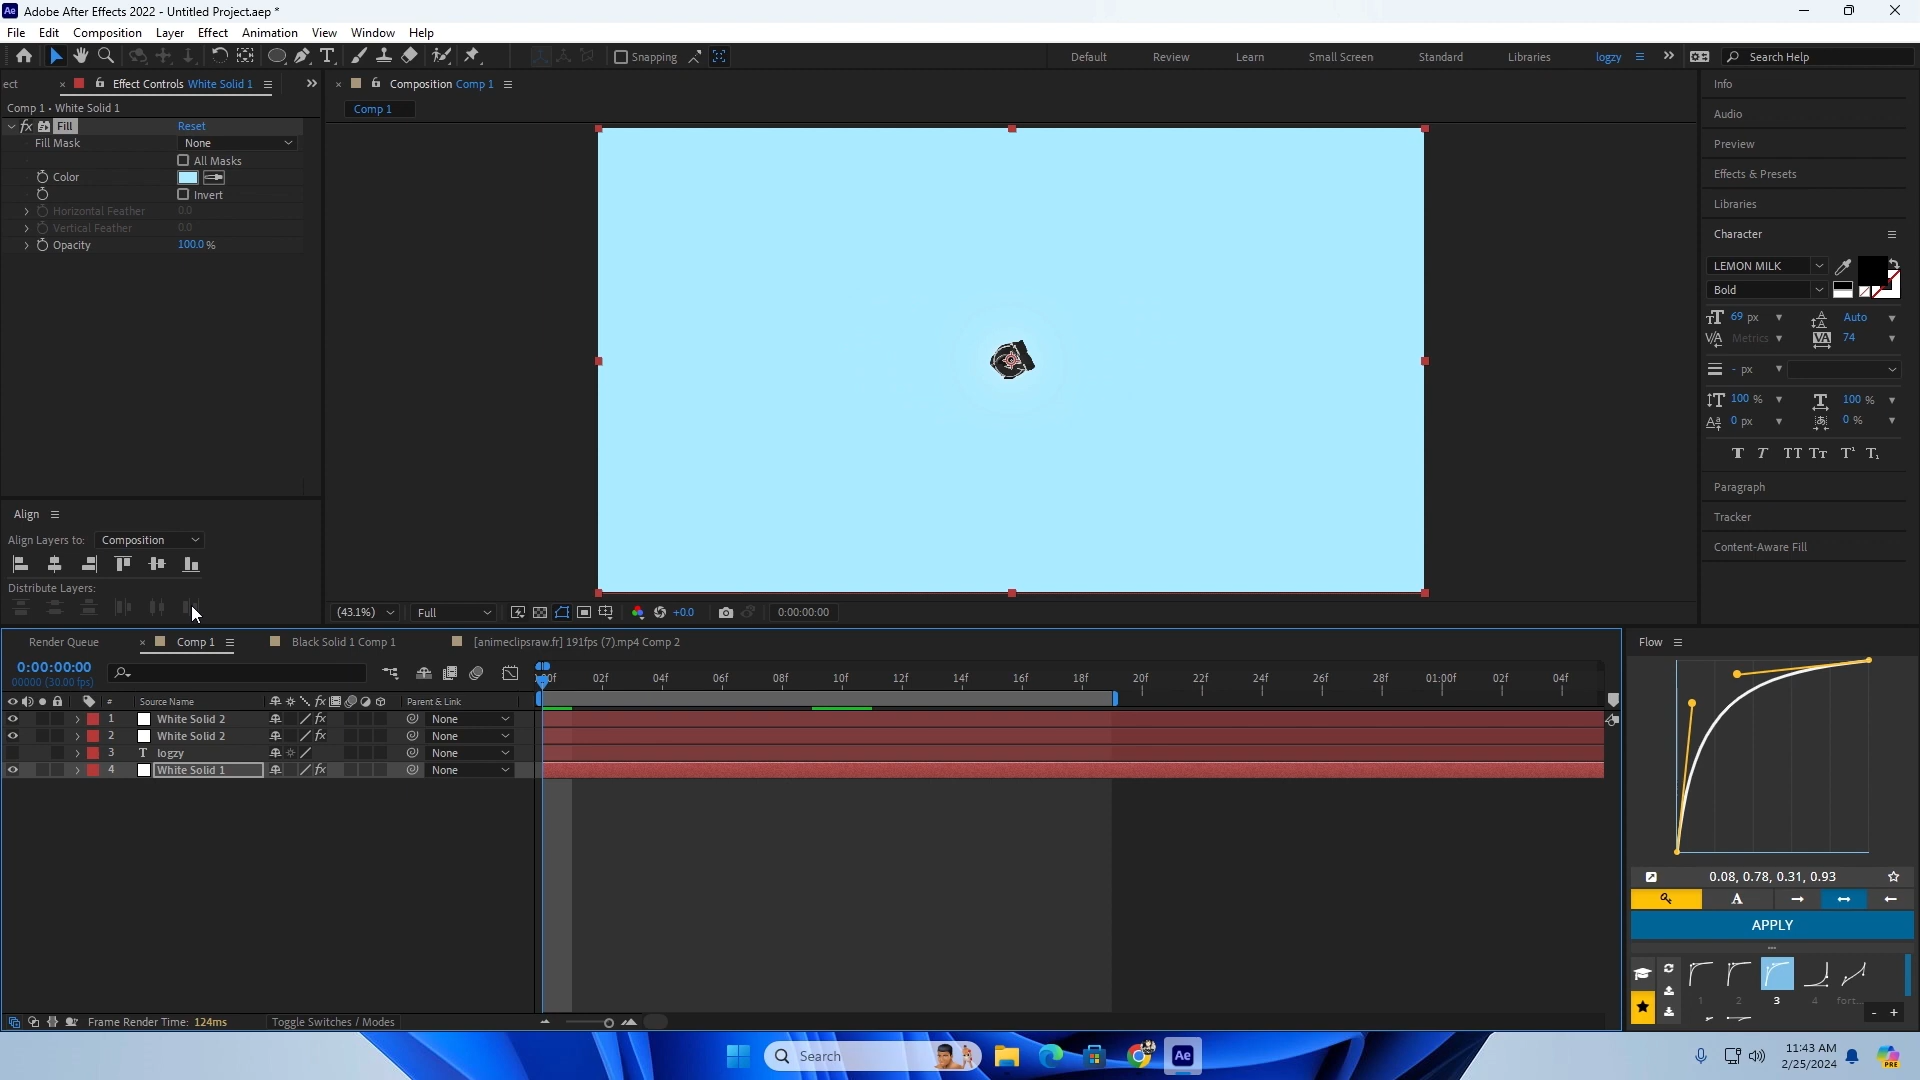 Ae Adobe After Effects 2022 - Untitled Project.aep *
File Edit Composition Layer Effect Animation View Window Help
Snapping
Default Review Learn Small Screen Standard Libraries logzy Search Help
ect × Effect Controls White Solid 1 × Composition Comp 1
Comp 1 • White Solid 1
Comp 1
fx Fill Reset
Fill Mask None
All Masks
Color
Invert
Horizontal Feather 0.0
Vertical Feather 0.0
Opacity 100.0 %
Info
Audio
Preview
Effects & Presets
Libraries
Character
LEMON MILK
Bold
69 px Auto
Metrics 74
- px
100 % 100 %
0 px 0 %
Paragraph
Tracker
Content-Aware Fill
Align
Align Layers to: Composition
Distribute Layers:
(43.1%) Full +0.0 0:00:00:00
Render Queue × Comp 1 Black Solid 1 Comp 1 [animeclipsraw.fr] 191fps (7).mp4 Comp 2
0:00:00:00
00000 (30.00 fps)
02f 04f 06f 08f 10f 12f 14f 16f 18f 20f 22f 24f 26f 28f 01:00f 02f 04f
# Source Name Parent & Link
1 White Solid 2 None
2 White Solid 2 None
3 T logzy None
4 White Solid 1 None
Frame Render Time: 124ms Toggle Switches / Modes
Flow
0.08, 0.78, 0.31, 0.93
A
APPLY
1 2 3 4 fort...
- +
Search
Ae
11:43 AM
2/25/2024
PRE